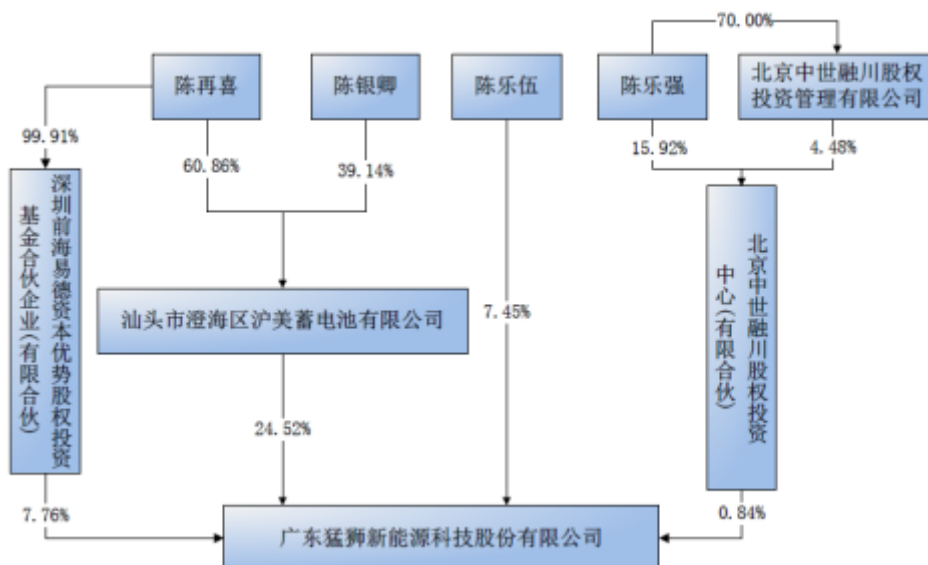 70.00%
陈再喜
陈银卿
陈乐伍
陈乐强
北京中世融川股权
投资管理有限公司
99.91%
60.86%
39.14%
15.92%
4.48%
深圳前海易德资本优势股权投资
基金合伙企业(有限合伙)
汕头市澄海区沪美蓄电池有限公司
7.45%
北京中世融川股权投资
中心(有限合伙)
24.52%
7.76%
0.84%
广东猛狮新能源科技股份有限公司